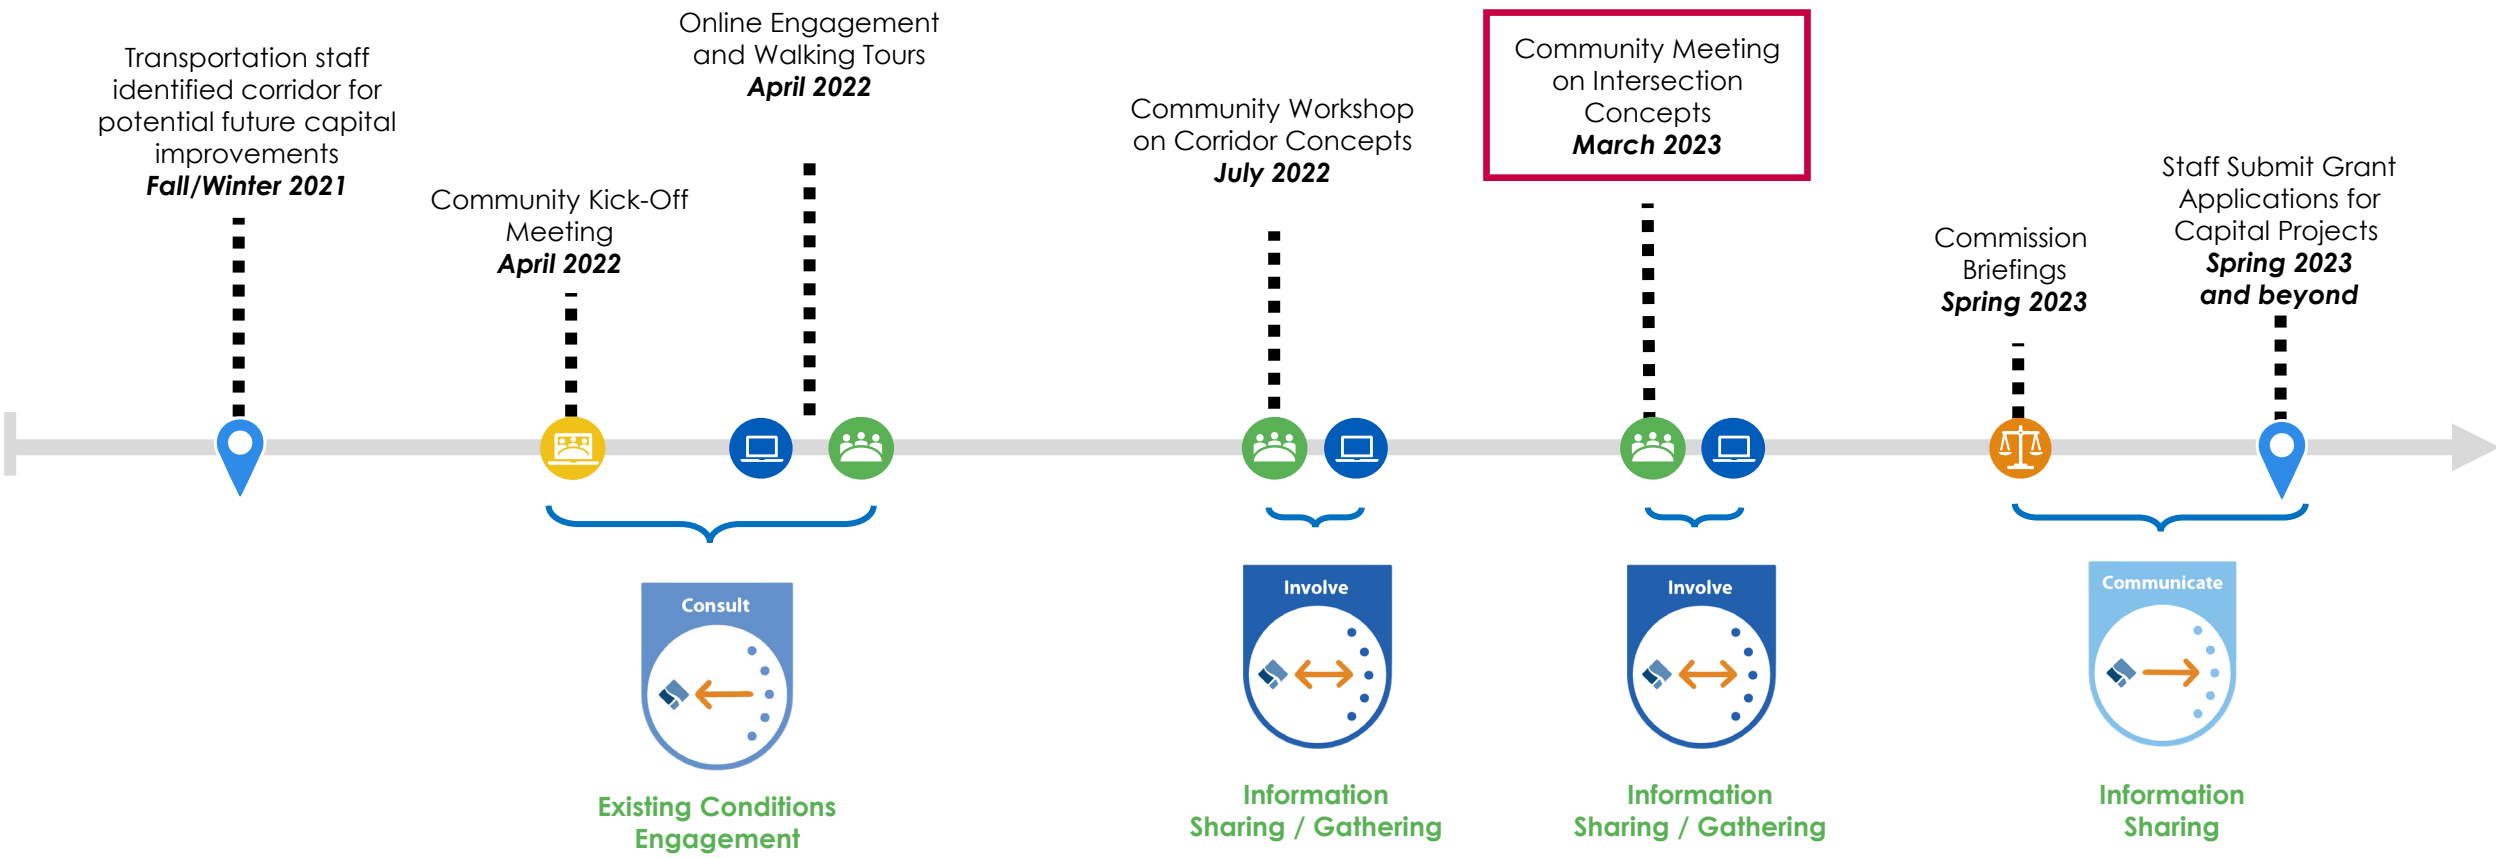 Transportation staff
identified corridor for
potential future capital
improvements
Fall/Winter 2021
Community Kick-Off
Meeting
April 2022
Online Engagement
and Walking Tours
April 2022
Community Workshop
on Corridor Concepts
July 2022
Community Meeting
on Intersection
Concepts
March 2023
Commission
Briefings
Spring 2023
Staff Submit Grant
Applications for
Capital Projects
Spring 2023
and beyond
Consult
Existing Conditions
Engagement
Involve
Information
Sharing / Gathering
Involve
Information
Sharing / Gathering
Communicate
Information
Sharing